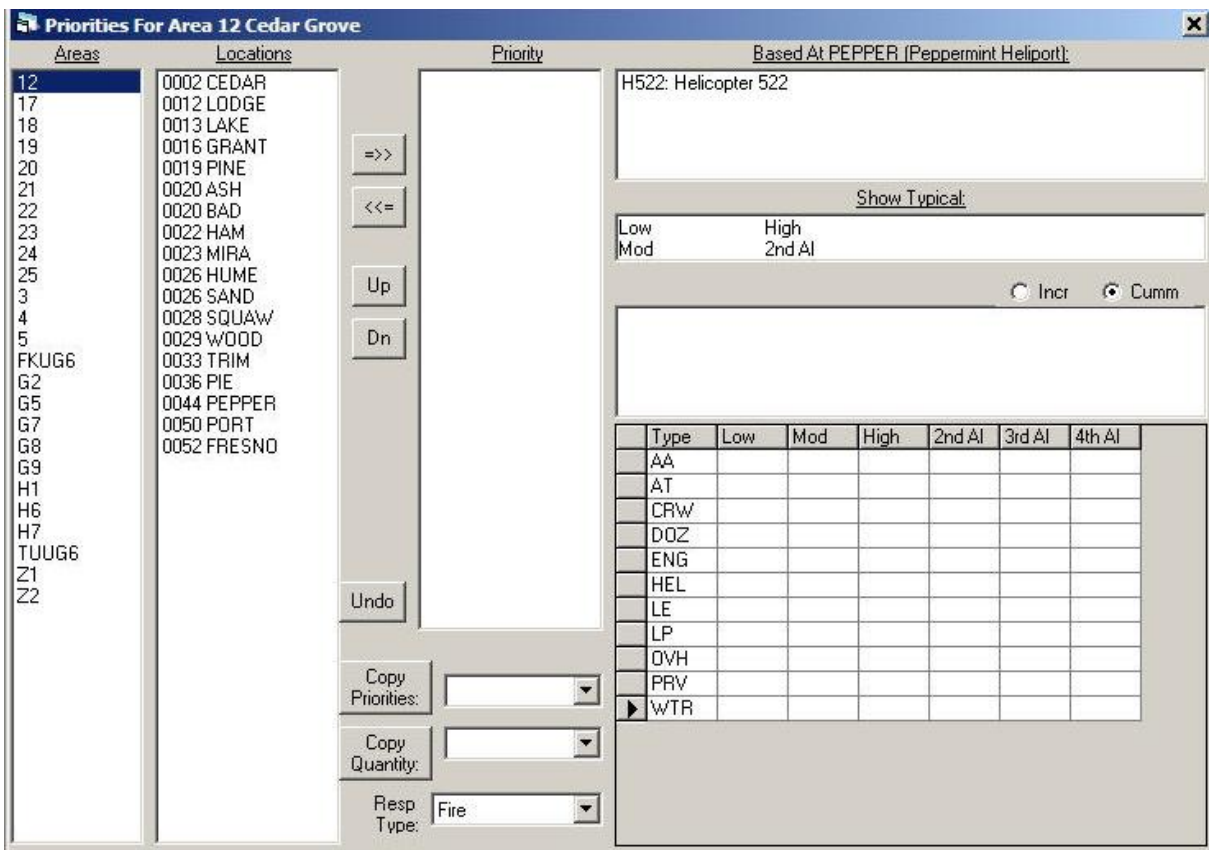 Priorities For Area 12 Cedar Grove
Areas
12
17
18
19
20
21
22
23
24
25
3
4
5
FKUG6
G2
G5
G7
G8
G9
H1
H6
H7
TUUG6
Z1
Z2
Locations
0002 CEDAR
0012 LODGE
0013 LAKE
0016 GRANT
0019 PINE
0020 ASH
0020 BAD
0022 HAM
0023 MIRA
0026 HUME
0026 SAND
0028 SQUAW
0029 WOOD
0033 TRIM
0036 PIE
0044 PEPPER
0050 PORT
0052 FRESNO
=>>
<<=
Up
Dn
Undo
Priority
Copy
Priorities:
Copy
Quantity:
Resp
Type:
Fire
Based At PEPPER (Peppermint Heliport):
H522: Helicopter 522
Show Typical:
Low High
Mod 2nd Al
Incr Cumm
Type Low Mod High 2nd Al 3rd Al 4th Al
AA
AT
CRW
DOZ
ENG
HEL
LE
LP
OVH
PRV
WTR